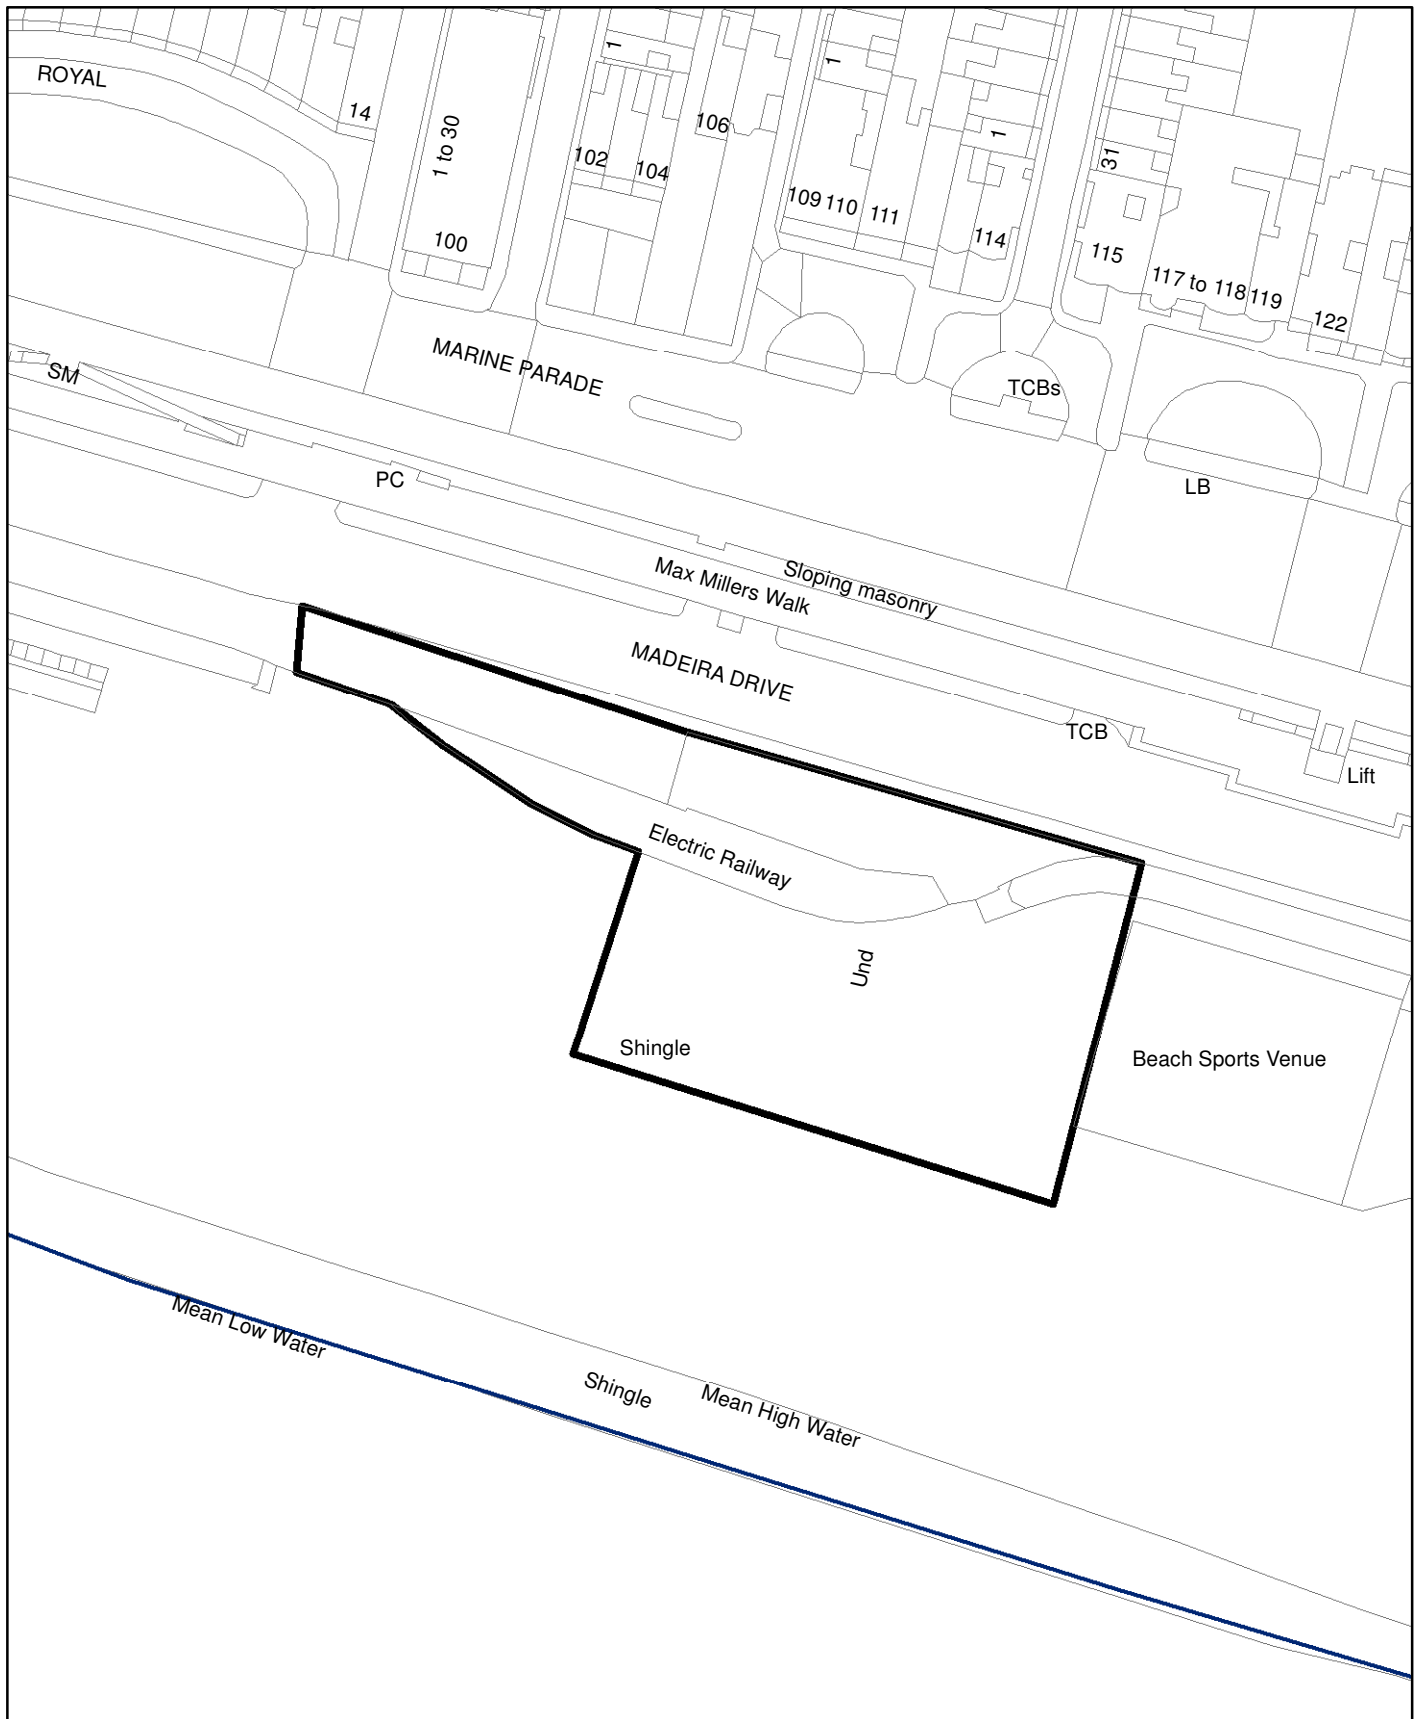 ROYAL
14
1 to 30
100
1
102
104
106
1
109
110
111
1
114
31
115
117 to 118
119
122
MARINE PARADE
TCBs
SM
PC
LB
Sloping masonry
Max Millers Walk
MADEIRA DRIVE
TCB
Lift
Electric Railway
Und
Shingle
Beach Sports Venue
Mean Low Water
Shingle
Mean High Water